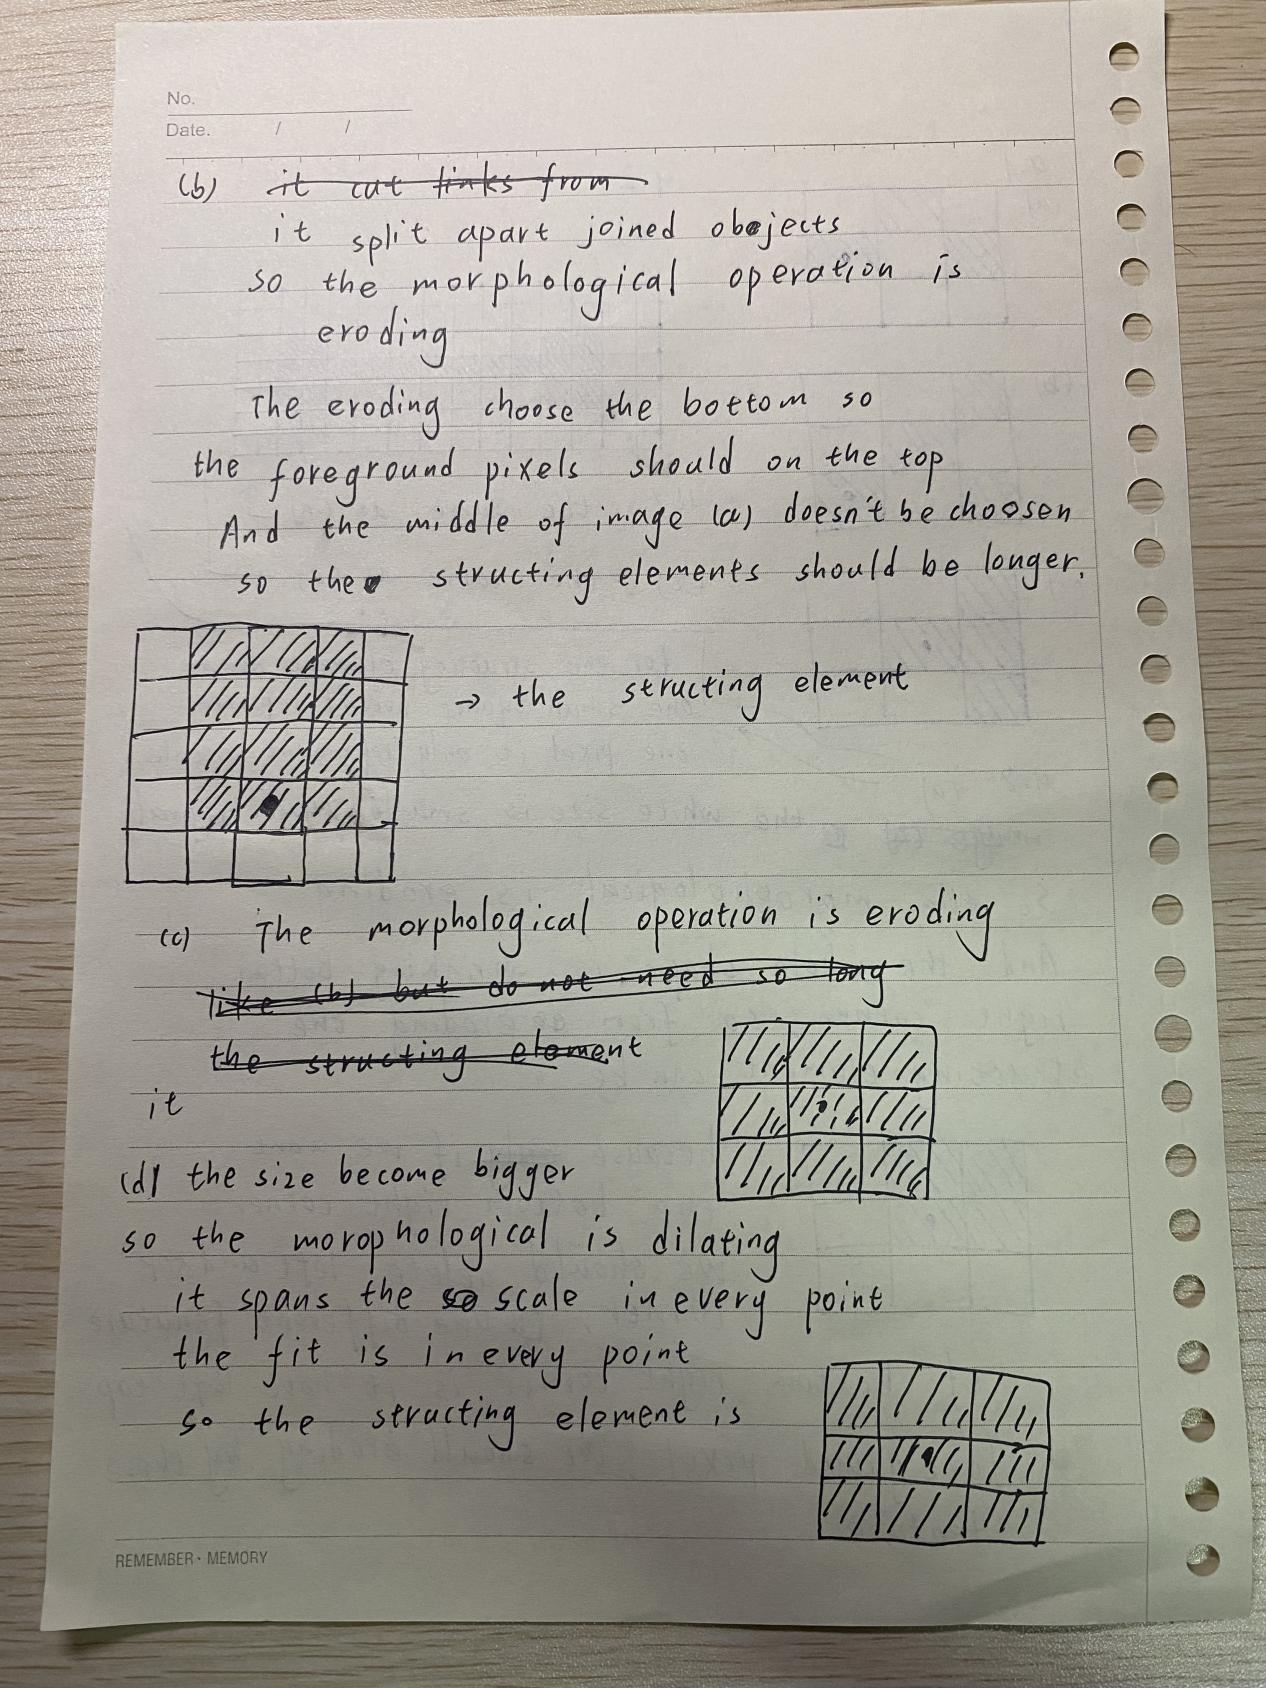 No.
Date. / /
(b) it cut links from
it split apart joined objects
so the morphological operation is
eroding
The eroding choose the bottom so
the foreground pixels should on the top
And the middle of image (a) doesn't be choosen
so the structing elements should be longer.
→ the structing element
(c) The morphological operation is eroding
like (b) but do not need so long
the structing element
it
(d) the size become bigger
so the morophological is dilating
it spans the so scale in every point
the fit is in every point
so the structing element is
REMEMBER · MEMORY